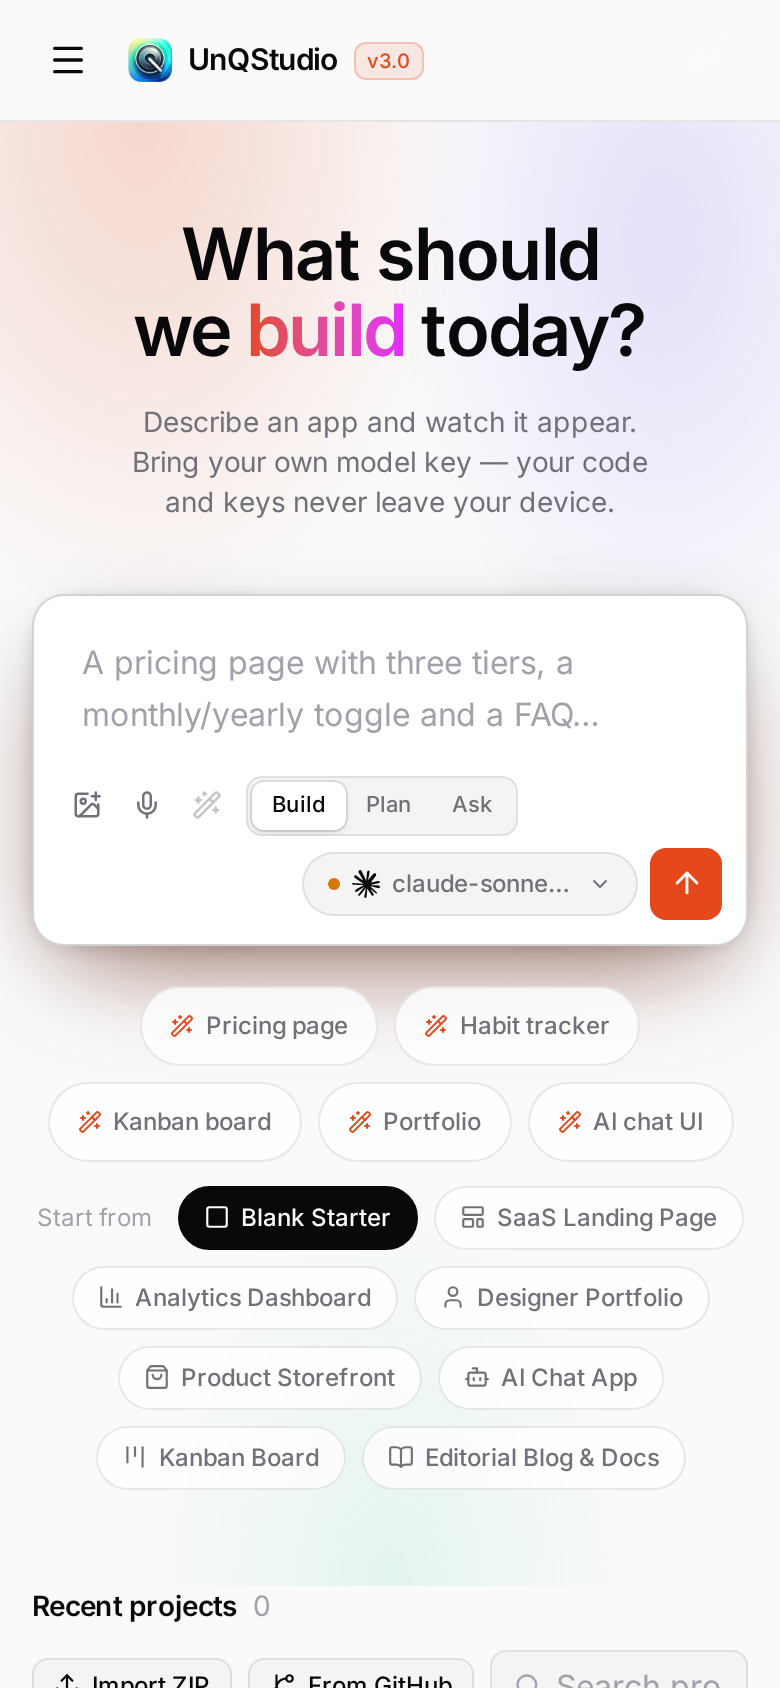 UnQStudio v3.0
What should
we build today?
Describe an app and watch it appear.
Bring your own model key — your code
and keys never leave your device.
A pricing page with three tiers, a
monthly/yearly toggle and a FAQ...
Build Plan Ask
claude-sonne...
Pricing page Habit tracker
Kanban board Portfolio AI chat UI
Start from Blank Starter SaaS Landing Page
Analytics Dashboard Designer Portfolio
Product Storefront AI Chat App
Kanban Board Editorial Blog & Docs
Recent projects 0
Import ZIP From GitHub Search pro